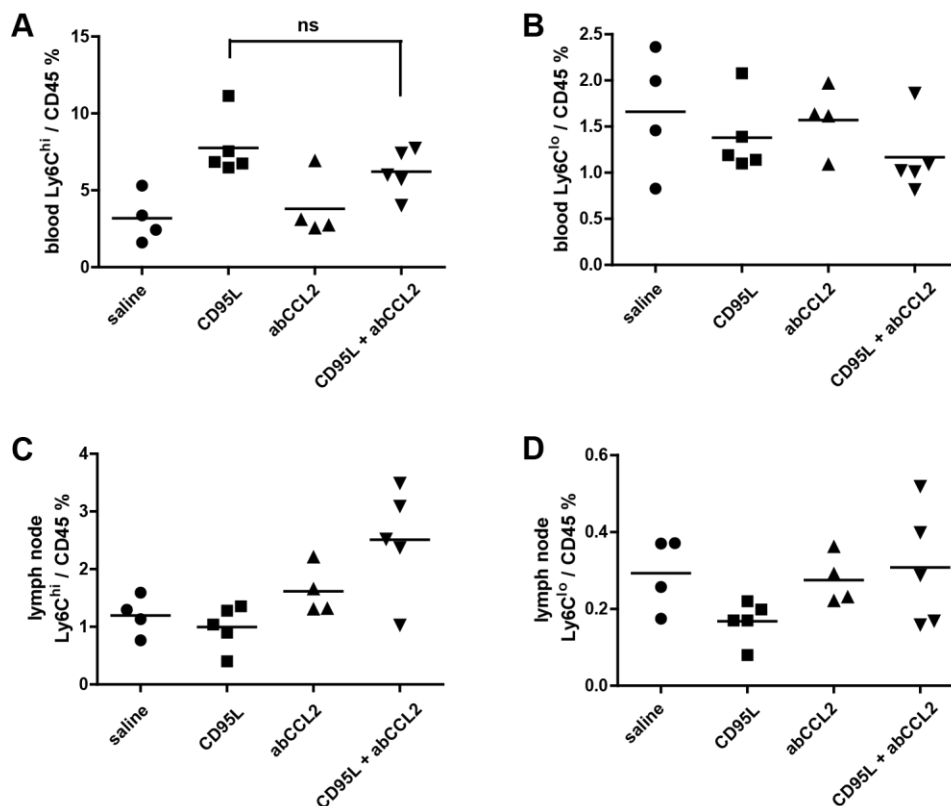 A
blood Ly6Chi / CD45 %
15
10
5
0
ns
saline
CD95L
abCCL2
CD95L + abCCL2
B
blood Ly6Clo / CD45 %
2.5
2.0
1.5
1.0
0.5
0.0
saline
CD95L
abCCL2
CD95L + abCCL2
C
lymph node
Ly6Chi / CD45 %
4
3
2
1
0
saline
CD95L
abCCL2
CD95L + abCCL2
D
lymph node
Ly6Clo / CD45 %
0.6
0.4
0.2
0.0
saline
CD95L
abCCL2
CD95L + abCCL2